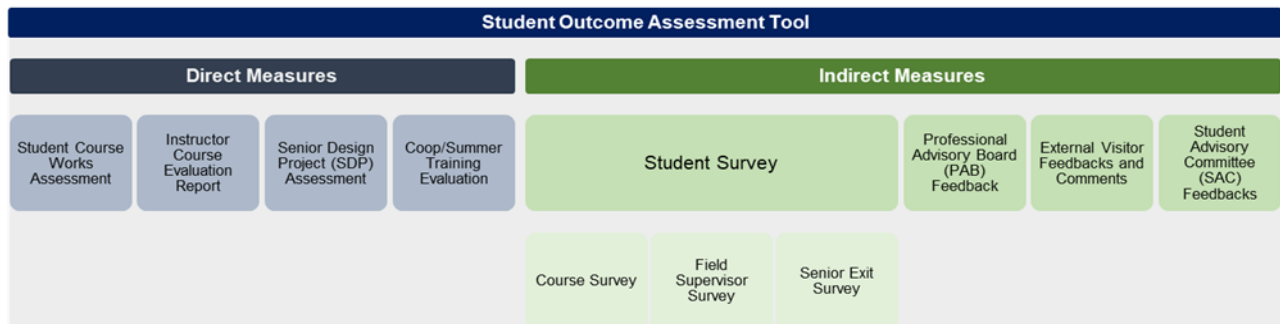 Student Outcome Assessment Tool
Direct Measures
Indirect Measures
Student Course
Works
Assessment
Instructor
Course
Evaluation
Report
Senior Design
Project (SDP)
Assessment
Coop/Summer
Training
Evaluation
Student Survey
Professional
Advisory Board
(PAB)
Feedback
External Visitor
Feedbacks and
Comments
Student
Advisory
Committee
(SAC)
Feedbacks
Course Survey
Field
Supervisor
Survey
Senior Exit
Survey